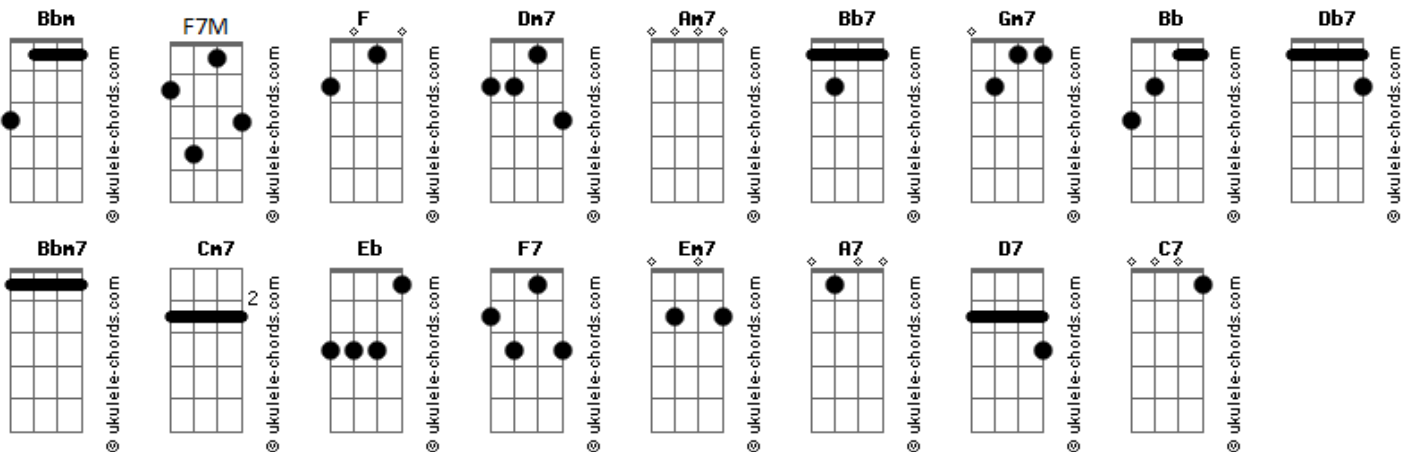 Bbm F7M F Dm7 Am7 Bb7 Gm7 Bb Db7
© ukulele-chords.com © ukulele-chords.com © ukulele-chords.com © ukulele-chords.com © ukulele-chords.com © ukulele-chords.com © ukulele-chords.com © ukulele-chords.com © ukulele-chords.com
Bbm7 Cm7 Eb F7 Em7 A7 D7 C7
2
© ukulele-chords.com © ukulele-chords.com © ukulele-chords.com © ukulele-chords.com © ukulele-chords.com © ukulele-chords.com © ukulele-chords.com © ukulele-chords.com